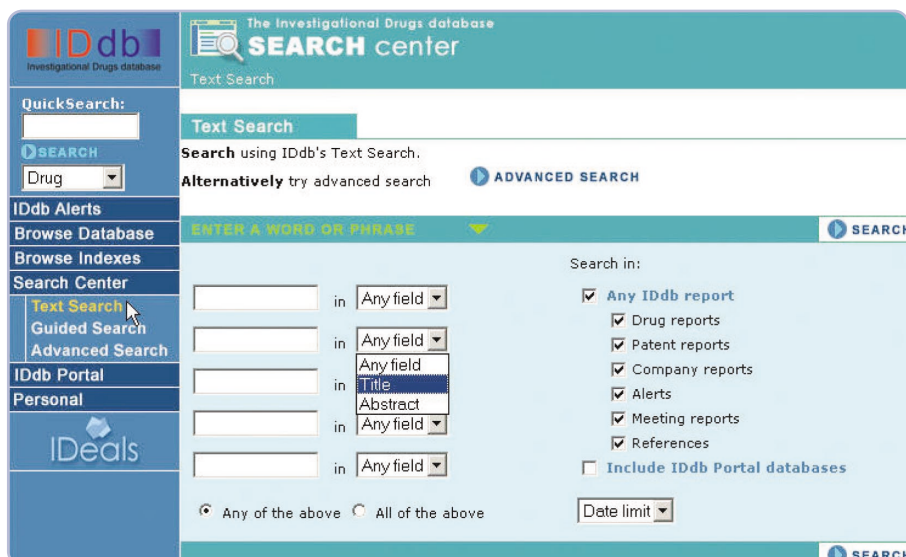 IDdb
Investigational Drugs database
The Investigational Drugs database
SEARCH center
Text Search
QuickSearch:
SEARCH
Drug
IDdb Alerts
Browse Database
Browse Indexes
Search Center
Text Search
Guided Search
Advanced Search
IDdb Portal
Personal
IDeals
Text Search
Search using IDdb's Text Search.
Alternatively try advanced search
ADVANCED SEARCH
ENTER A WORD OR PHRASE
SEARCH
in Any field
in Any field
Any field
in Title
Abstract
in Any field
in Any field
Any of the above All of the above
Search in:
Any IDdb report
Drug reports
Patent reports
Company reports
Alerts
Meeting reports
References
Include IDdb Portal databases
Date limit
SEARCH